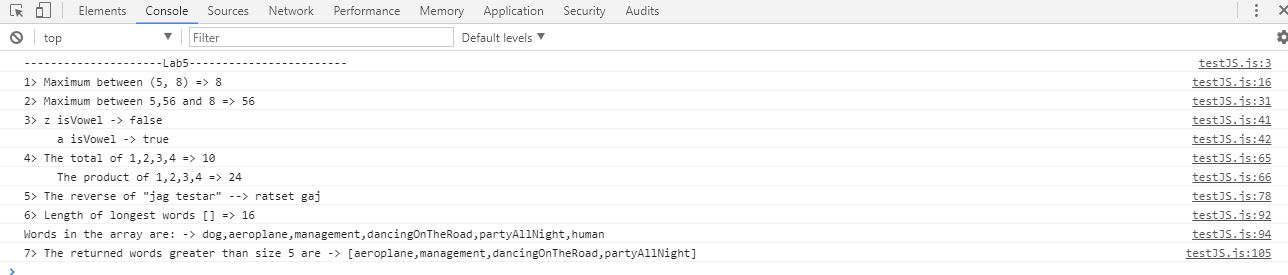 Elements Console Sources Network Performance Memory Application Security Audits
top Filter Default levels
---------------------Lab5------------------------ testJS.js:3
1> Maximum between (5, 8) => 8 testJS.js:16
2> Maximum between 5,56 and 8 => 56 testJS.js:31
3> z isVowel -> false testJS.js:41
a isVowel -> true testJS.js:42
4> The total of 1,2,3,4 => 10 testJS.js:65
The product of 1,2,3,4 => 24 testJS.js:66
5> The reverse of "jag testar" --> ratset gaj testJS.js:78
6> Length of longest words [] => 16 testJS.js:92
Words in the array are: -> dog,aeroplane,management,dancingOnTheRoad,partyAllNight,human testJS.js:94
7> The returned words greater than size 5 are -> [aeroplane,management,dancingOnTheRoad,partyAllNight] testJS.js:105
>